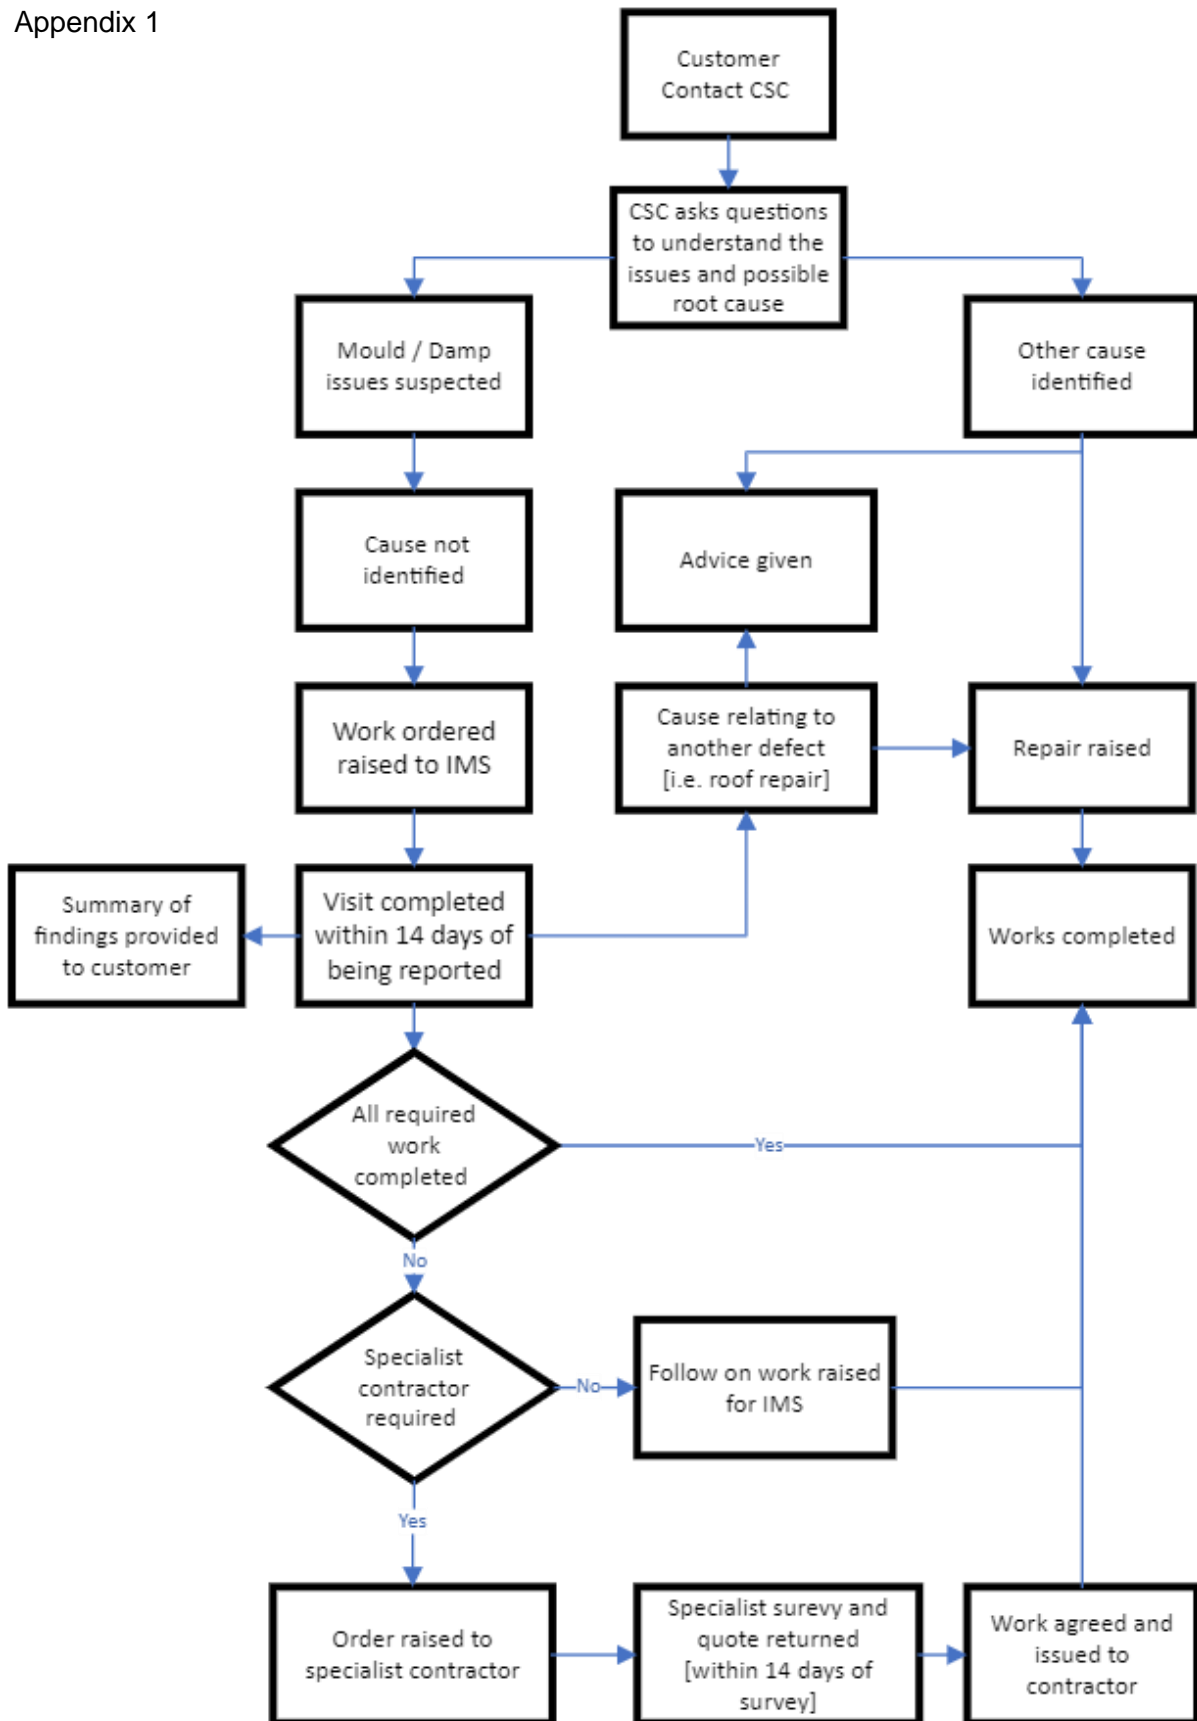 Appendix 1
Customer
Contact CSC
CSC asks questions
to understand the
issues and possible
root cause
Mould / Damp
issues suspected
Other cause
identified
Cause not
identified
Advice given
Work ordered
raised to IMS
Cause relating to
another defect
[i.e. roof repair]
Repair raised
Summary of
findings provided
to customer
Visit completed
within 14 days of
being reported
Works completed
All required
work
completed
Yes
No
Specialist
contractor
required
No
Follow on work raised
for IMS
Yes
Order raised to
specialist contractor
Specialist surevy and
quote returned
[within 14 days of
survey]
Work agreed and
issued to
contractor